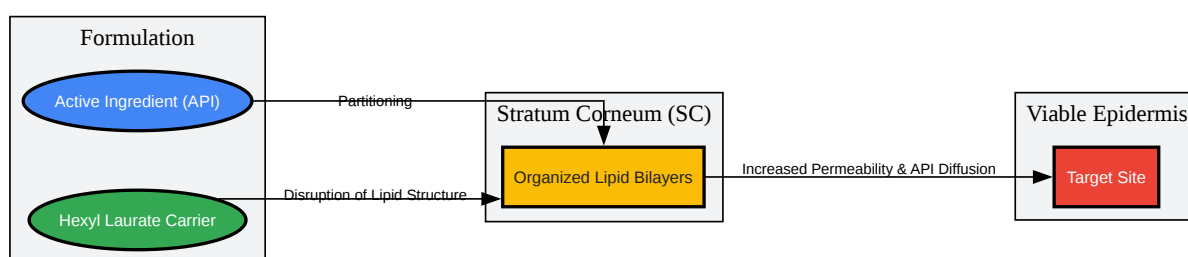 Formulation
Active Ingredient (API)
Partitioning
Hexyl Laurate Carrier
Disruption of Lipid Structure
Stratum Corneum (SC)
Organized Lipid Bilayers
Increased Permeability & API Diffusion
Viable Epidermis
Target Site